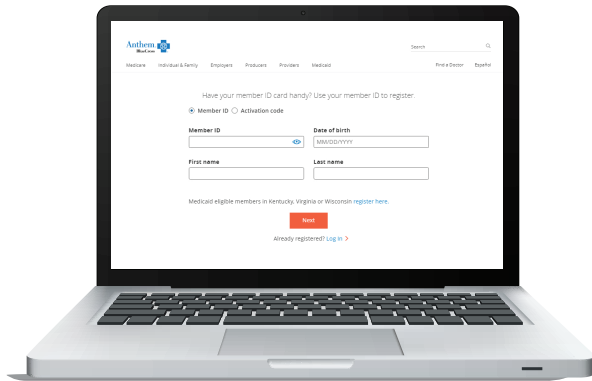 Anthem
BlueCross
Search
Medicare Individual & Family Employers Producers Providers Medicaid Find a Doctor Español
Have your member ID card handy? Use your member ID to register.
Member ID Activation code
Member ID Date of birth
MM/DD/YYYY
First name Last name
Medicaid eligible members in Kentucky, Virginia or Wisconsin register here.
Next
Already registered? Log in >